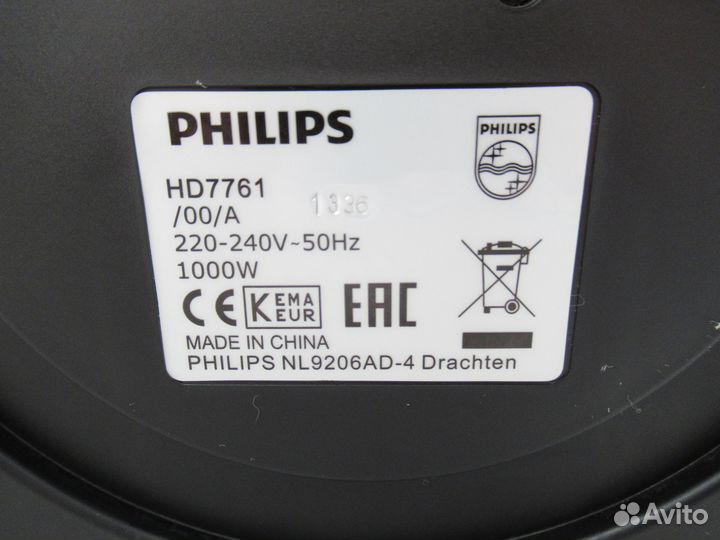 PHILIPS
PHILIPS
HD7761
/00/A 1336
220-240V~50Hz
1000W
CE KEMA EUR EAC
MADE IN CHINA
PHILIPS NL9206AD-4 Drachten
Avito